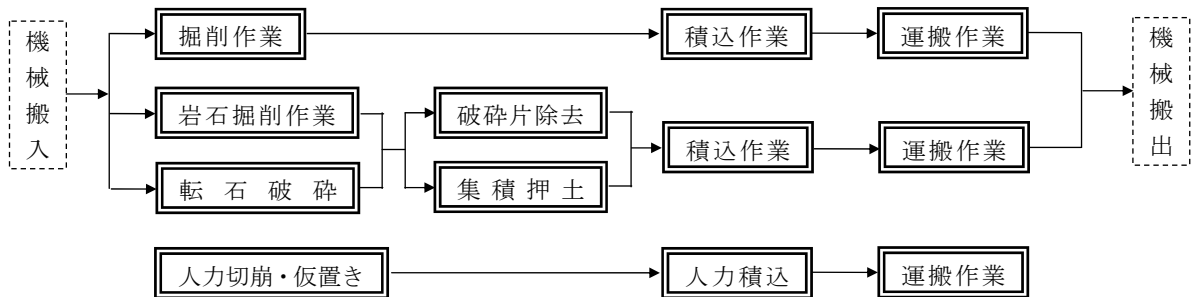 機械搬入
掘削作業
積込作業
運搬作業
機械搬出
岩石掘削作業
破砕片除去
積込作業
運搬作業
転石破砕
集積押土
人力切崩・仮置き
人力積込
運搬作業